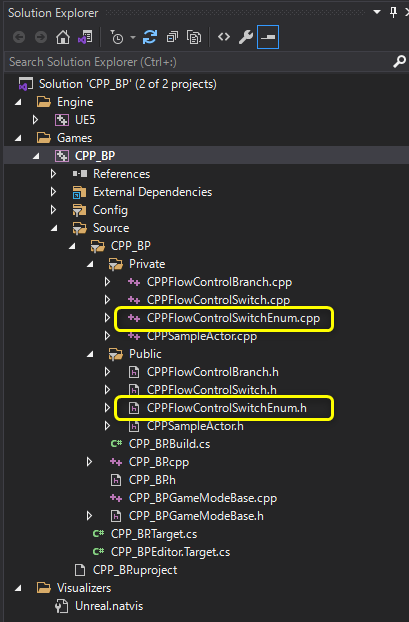 Solution Explorer
Search Solution Explorer (Ctrl+:)
Solution 'CPP_BP' (2 of 2 projects)
Engine
UE5
Games
CPP_BP
References
External Dependencies
Config
Source
CPP_BP
Private
CPPFlowControlBranch.cpp
CPPFlowControlSwitch.cpp
CPPFlowControlSwitchEnum.cpp
CPPSampleActor.cpp
Public
CPPFlowControlBranch.h
CPPFlowControlSwitch.h
CPPFlowControlSwitchEnum.h
CPPSampleActor.h
CPP_BP.Build.cs
CPP_BP.cpp
CPP_BP.h
CPP_BPGameModeBase.cpp
CPP_BPGameModeBase.h
CPP_BP.Target.cs
CPP_BPEditor.Target.cs
CPP_BP.uproject
Visualizers
Unreal.natvis